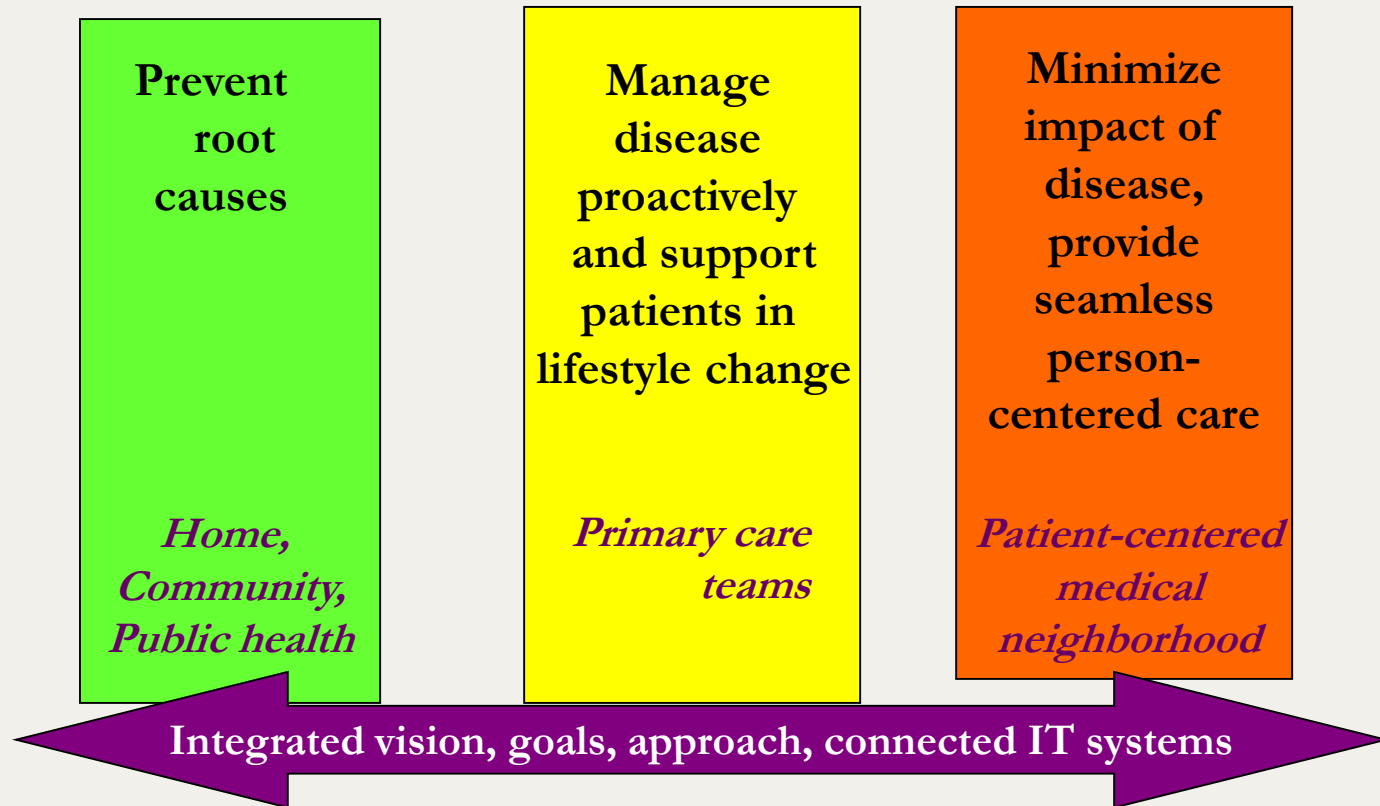 Prevent
root
causes
Home,
Community,
Public health
Manage
disease
proactively
and support
patients in
lifestyle change
Primary care
teams
Minimize
impact of
disease,
provide
seamless
person-
centered care
Patient-centered
medical
neighborhood
Integrated vision, goals, approach, connected IT systems